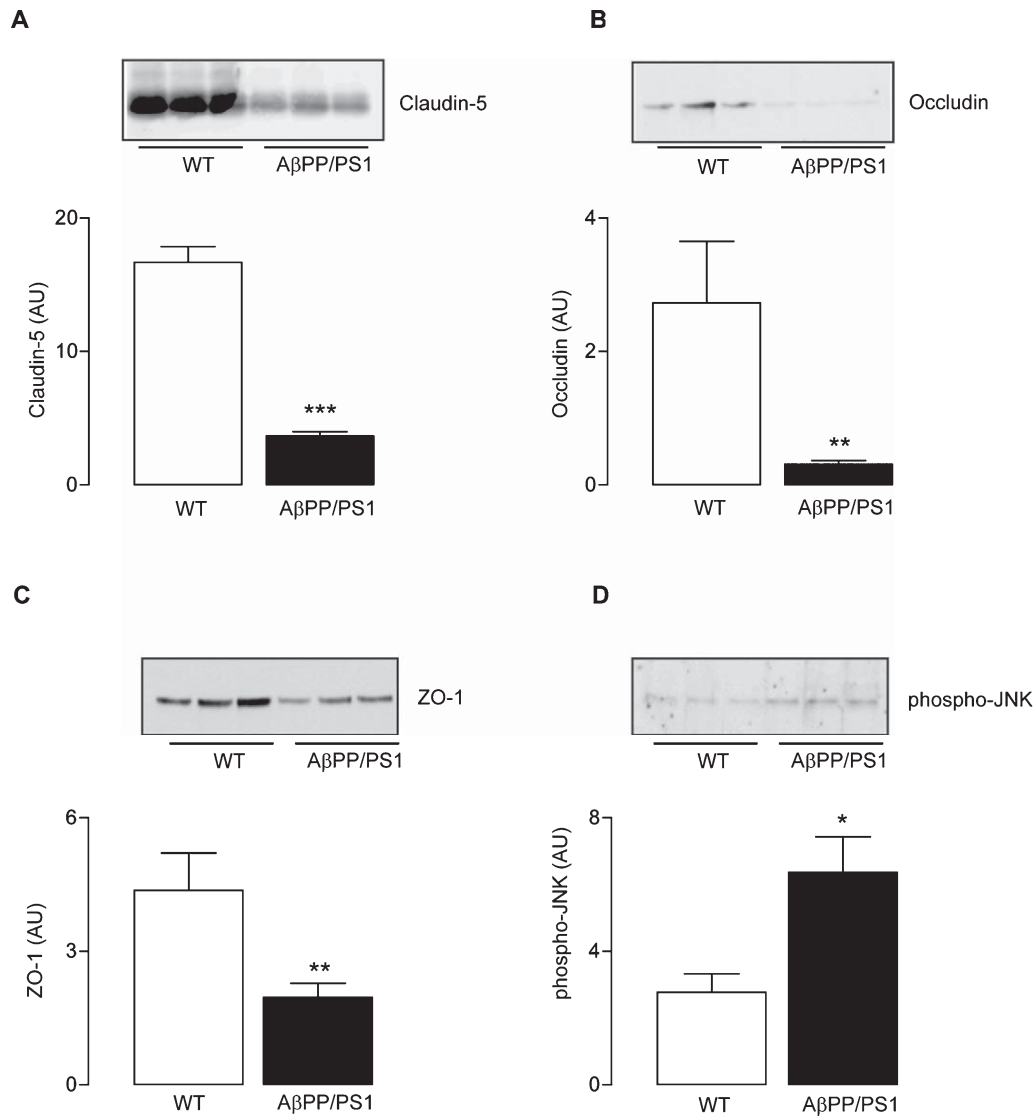 A
Claudin-5
WT
AβPP/PS1
20
10
0
Claudin-5 (AU)
***
WT
AβPP/PS1
B
Occludin
WT
AβPP/PS1
4
2
0
Occludin (AU)
**
WT
AβPP/PS1
C
ZO-1
WT
AβPP/PS1
6
3
0
ZO-1 (AU)
**
WT
AβPP/PS1
D
phospho-JNK
WT
AβPP/PS1
8
4
0
phospho-JNK (AU)
*
WT
AβPP/PS1